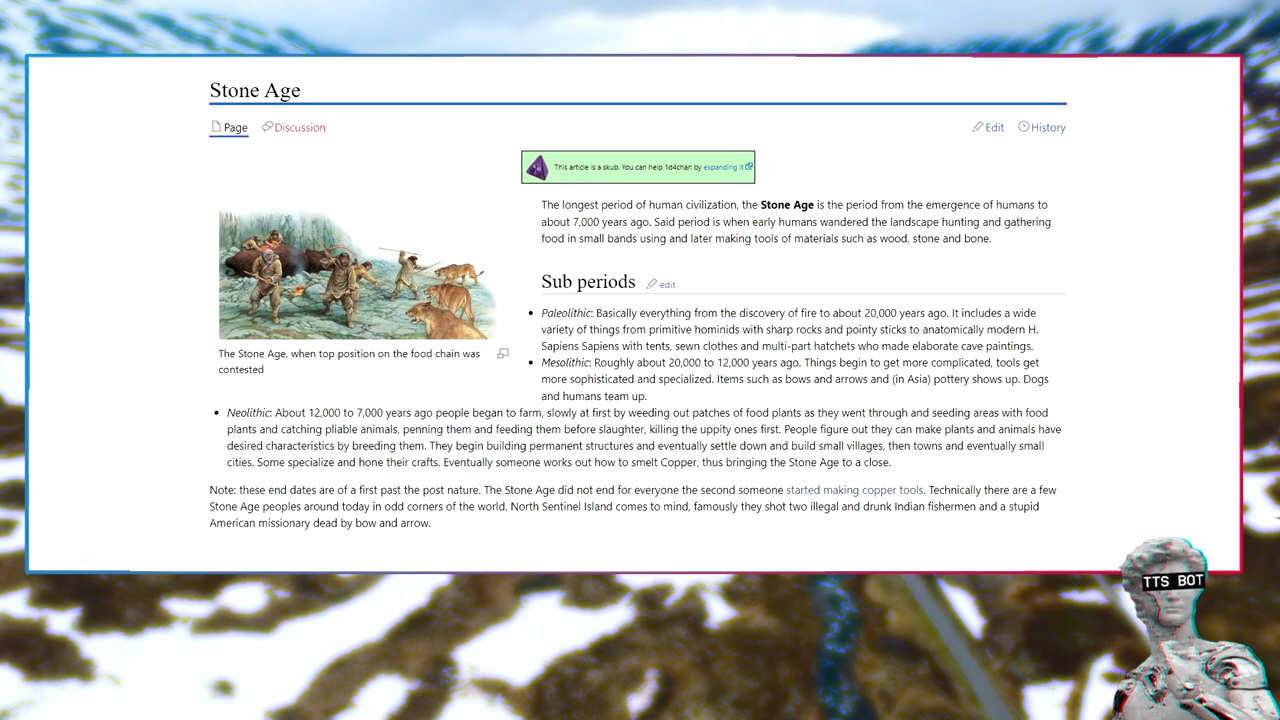 Stone Age
Page
Discussion
Edit
History
This article is a skub. You can help 1d4chan by expanding it
The longest period of human civilization, the Stone Age is the period from the emergence of humans to
about 7,000 years ago. Said period is when early humans wandered the landscape hunting and gathering
food in small bands using and later making tools of materials such as wood, stone and bone.
The Stone Age, when top position on the food chain was
contested
Sub periods
edit
• Paleolithic: Basically everything from the discovery of fire to about 20,000 years ago. It includes a wide
variety of things from primitive hominids with sharp rocks and pointy sticks to anatomically modern H.
Sapiens Sapiens with tents, sewn clothes and multi-part hatchets who made elaborate cave paintings.
• Mesolithic: Roughly about 20,000 to 12,000 years ago. Things begin to get more complicated, tools get
more sophisticated and specialized. Items such as bows and arrows and (in Asia) pottery shows up. Dogs
and humans team up.
• Neolithic: About 12,000 to 7,000 years ago people began to farm, slowly at first by weeding out patches of food plants as they went through and seeding areas with food
plants and catching pliable animals, penning them and feeding them before slaughter, killing the uppity ones first. People figure out they can make plants and animals have
desired characteristics by breeding them. They begin building permanent structures and eventually settle down and build small villages, then towns and eventually small
cities. Some specialize and hone their crafts. Eventually someone works out how to smelt Copper, thus bringing the Stone Age to a close.
Note: these end dates are of a first past the post nature. The Stone Age did not end for everyone the second someone started making copper tools. Technically there are a few
Stone Age peoples around today in odd corners of the world. North Sentinel Island comes to mind, famously they shot two illegal and drunk Indian fishermen and a stupid
American missionary dead by bow and arrow.
TTS BOT